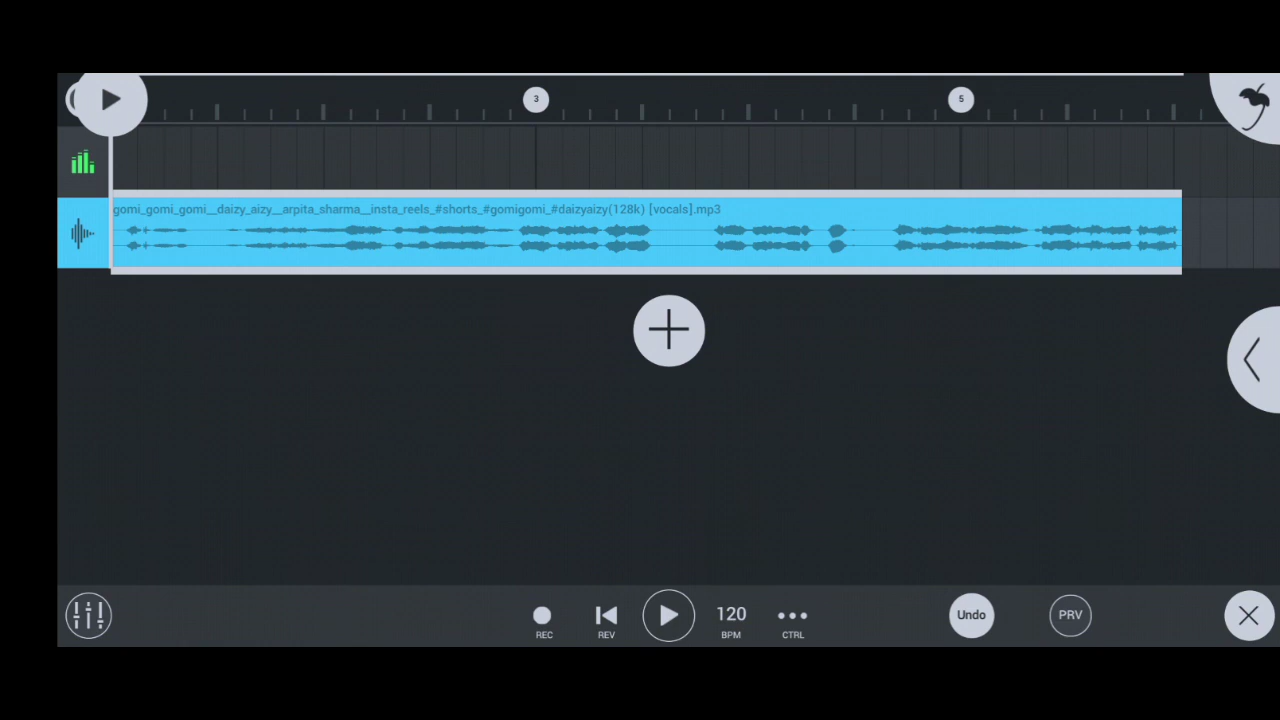 3
5
gomi_gomi_gomi__daizy_aizy__arpita_sharma__insta_reels_#shorts_#gomigomi_#daizyaizy(128k) [vocals].mp3
REC
REV
120
BPM
CTRL
Undo
PRV